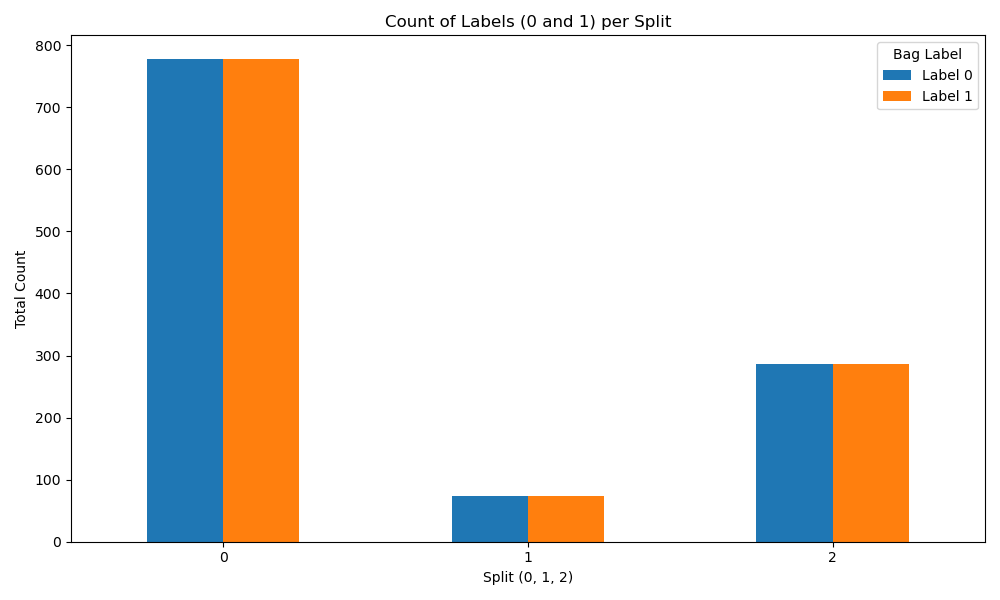 Count of Labels (0 and 1) per Split
Bag Label
Label 0
Label 1
Total Count
800
700
600
500
400
300
200
100
0
0 1 2
Split (0, 1, 2)